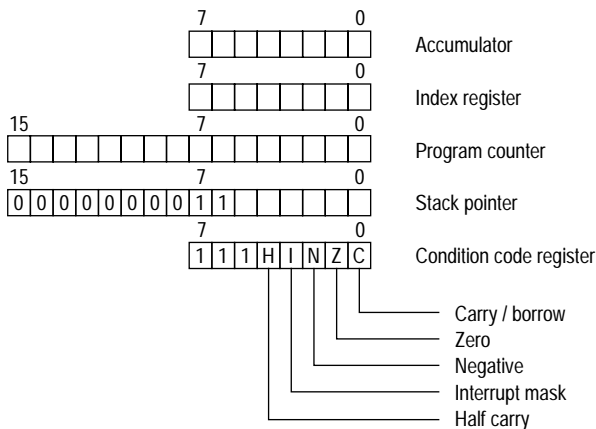 7 0
Accumulator
7 0
Index register
15 7 0
Program counter
15 7 0
0 0 0 0 0 0 0 0 1 1 Stack pointer
7 0
1 1 1 H I N Z C Condition code register
Carry / borrow
Zero
Negative
Interrupt mask
Half carry